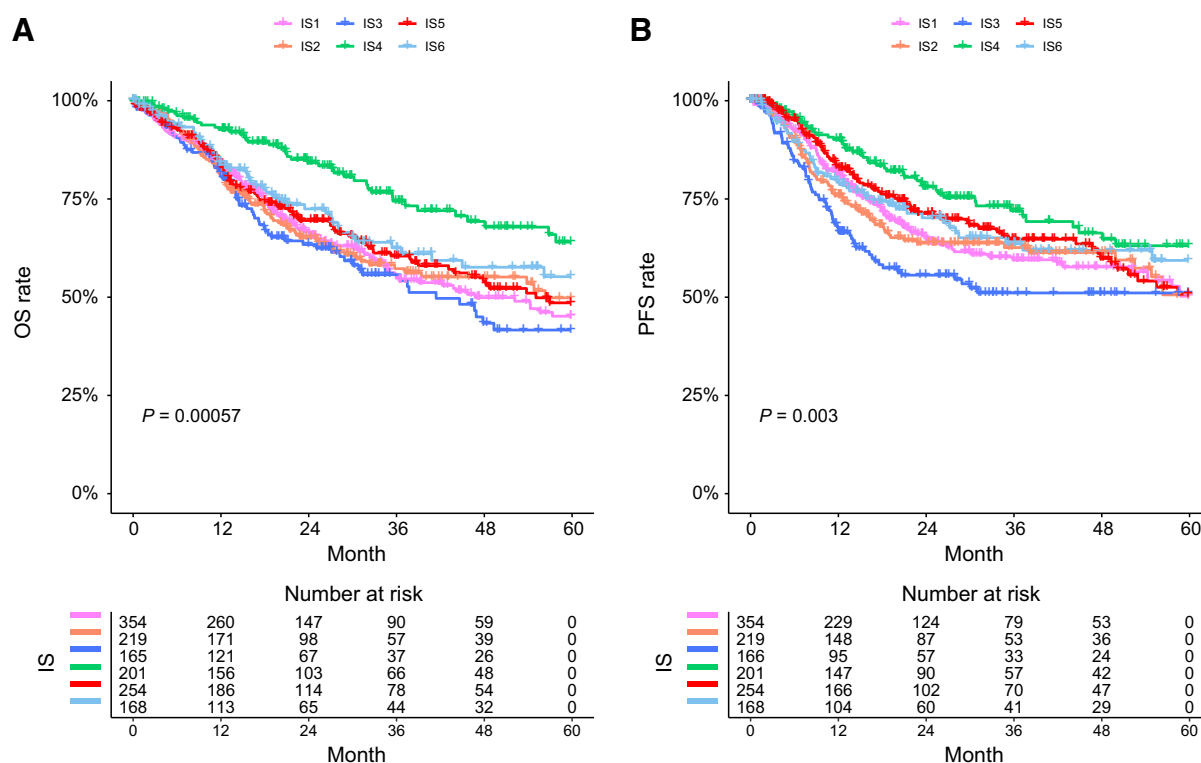 A
IS1 IS3 IS5
IS2 IS4 IS6
100%
75%
50%
25%
0%
OS rate
P = 0.00057
0 12 24 36 48 60
Month
Number at risk
IS
354 260 147 90 59 0
219 171 98 57 39 0
165 121 67 37 26 0
201 156 103 66 48 0
254 186 114 78 54 0
168 113 65 44 32 0
0 12 24 36 48 60
Month
B
IS1 IS3 IS5
IS2 IS4 IS6
100%
75%
50%
25%
0%
PFS rate
P = 0.003
0 12 24 36 48 60
Month
Number at risk
IS
354 229 124 79 53 0
219 148 87 53 36 0
166 95 57 33 24 0
201 147 90 57 42 0
254 166 102 70 47 0
168 104 60 41 29 0
0 12 24 36 48 60
Month